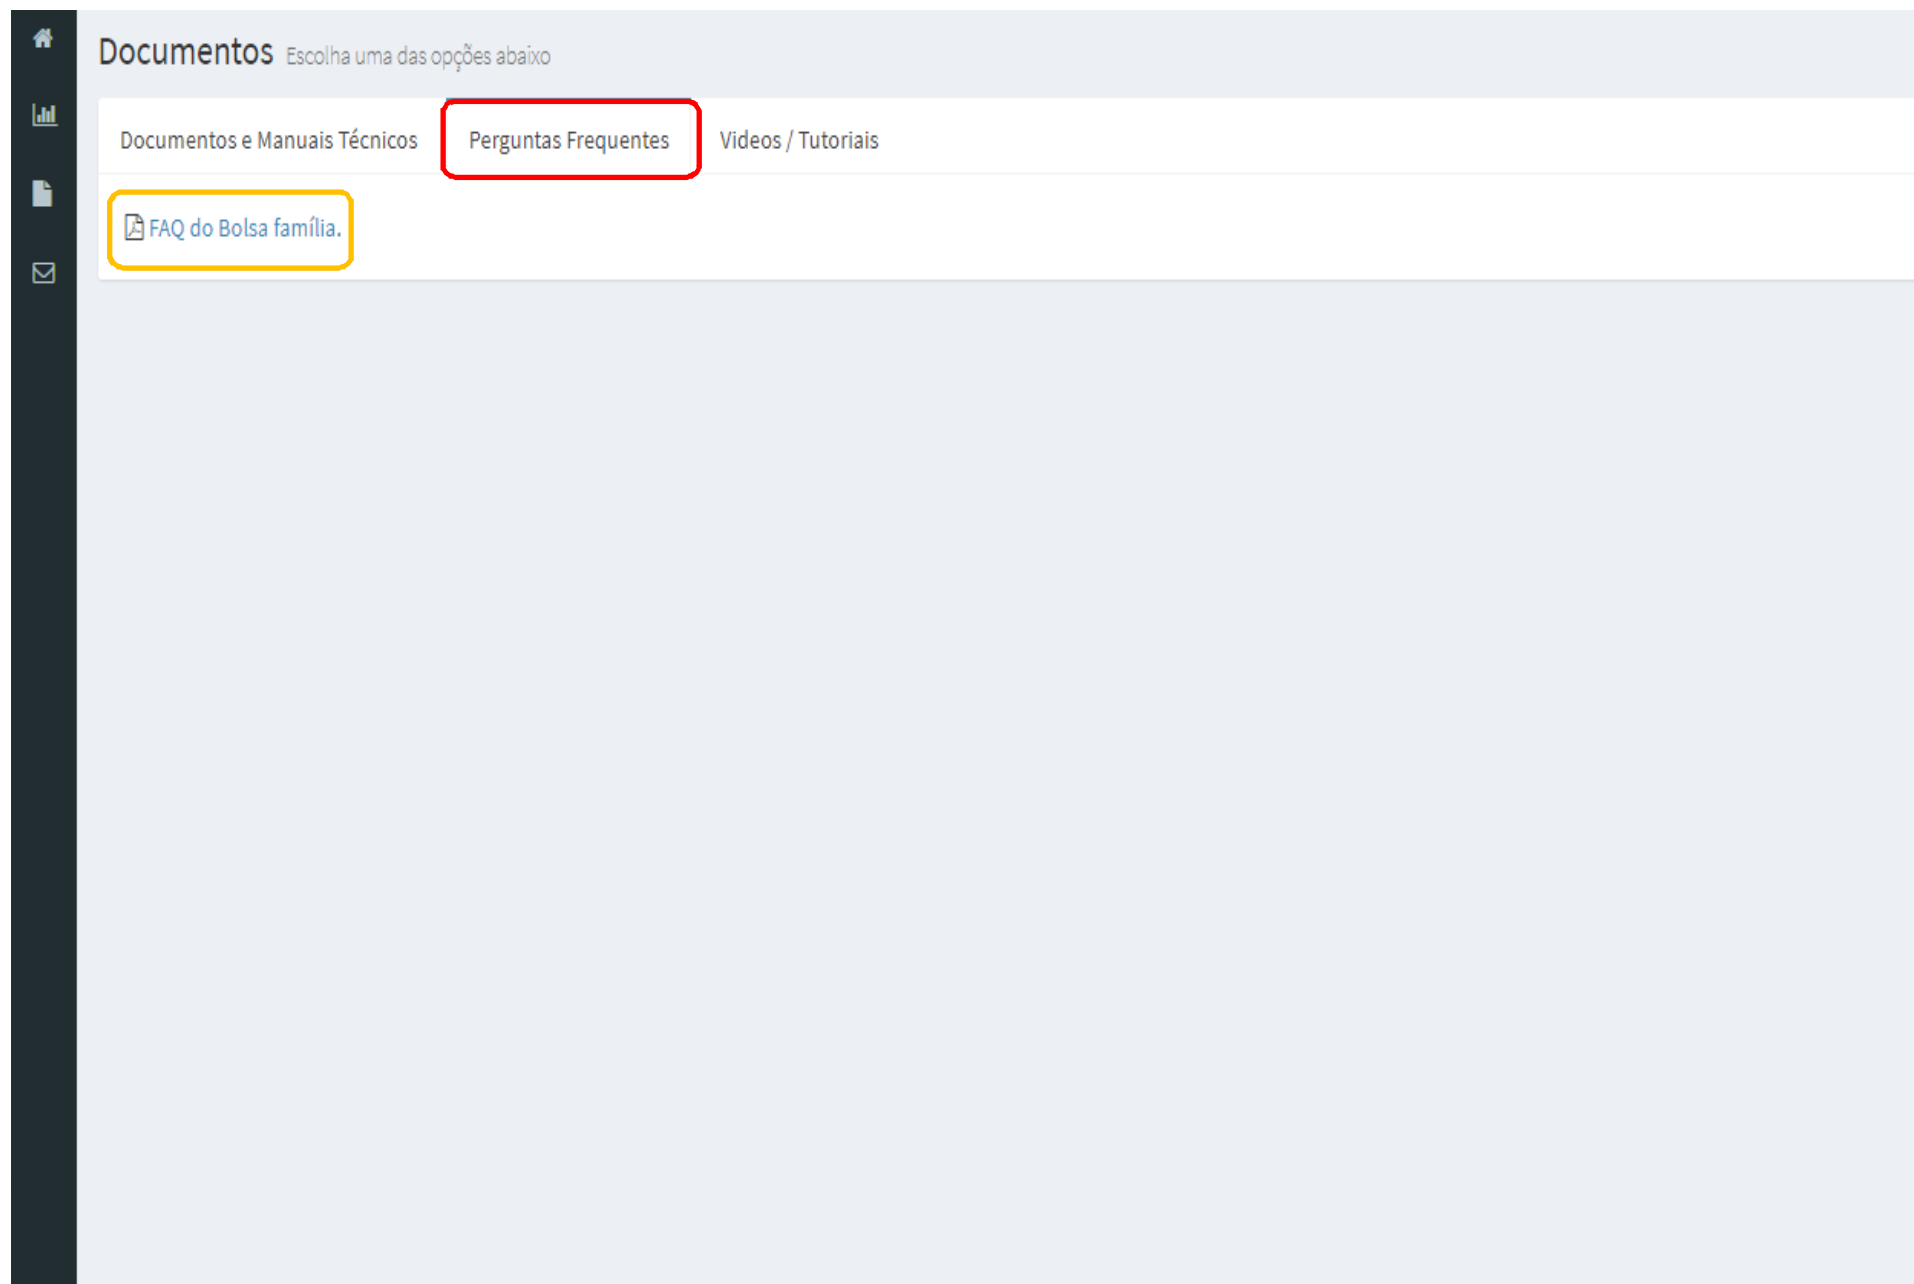 Documentos Escolha uma das opções abaixo
Documentos e Manuais Técnicos Perguntas Frequentes Videos / Tutoriais
FAQ do Bolsa família.